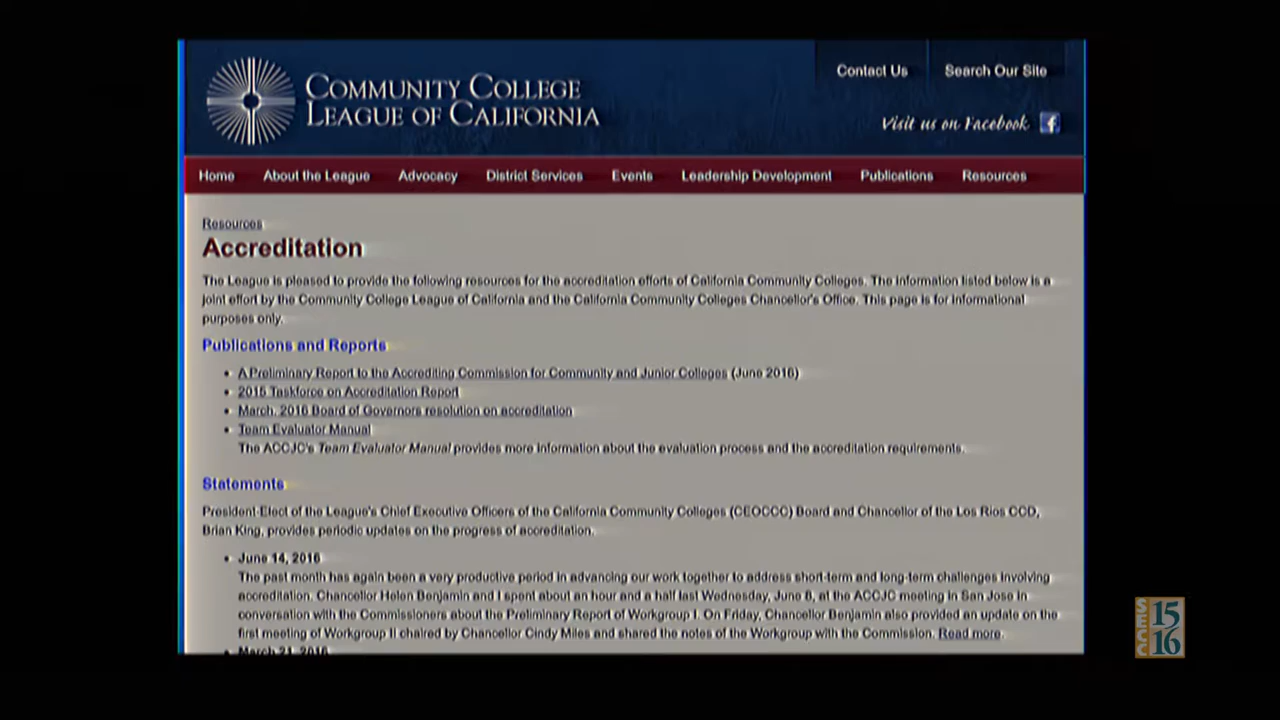 COMMUNITY COLLEGE
LEAGUE OF CALIFORNIA
Contact Us
Search Our Site
Visit us on Facebook
Home About the League Advocacy District Services Events Leadership Development Publications Resources
Resources
Accreditation
The League is pleased to provide the following resources for the accreditation efforts of California Community Colleges. The information listed below is a
joint effort by the Community College League of California and the California Community Colleges Chancellor's Office. This page is for informational
purposes only.
Publications and Reports
• A Preliminary Report to the Accrediting Commission for Community and Junior Colleges (June 2016)
• 2015 Taskforce on Accreditation Report
• March, 2016 Board of Governors resolution on accreditation
• Team Evaluator Manual
The ACCJC's Team Evaluator Manual provides more information about the evaluation process and the accreditation requirements.
Statements
President-Elect of the League's Chief Executive Officers of the California Community Colleges (CEOCCC) Board and Chancellor of the Los Rios CCD,
Brian King, provides periodic updates on the progress of accreditation.
• June 14, 2016
The past month has again been a very productive period in advancing our work together to address short-term and long-term challenges involving
accreditation. Chancellor Helen Benjamin and I spent about an hour and a half last Wednesday, June 8, at the ACCJC meeting in San Jose in
conversation with the Commissioners about the Preliminary Report of Workgroup I. On Friday, Chancellor Benjamin also provided an update on the
first meeting of Workgroup II chaired by Chancellor Cindy Miles and shared the notes of the Workgroup with the Commission. Read more.
• March 21, 2016
SECC
15
16